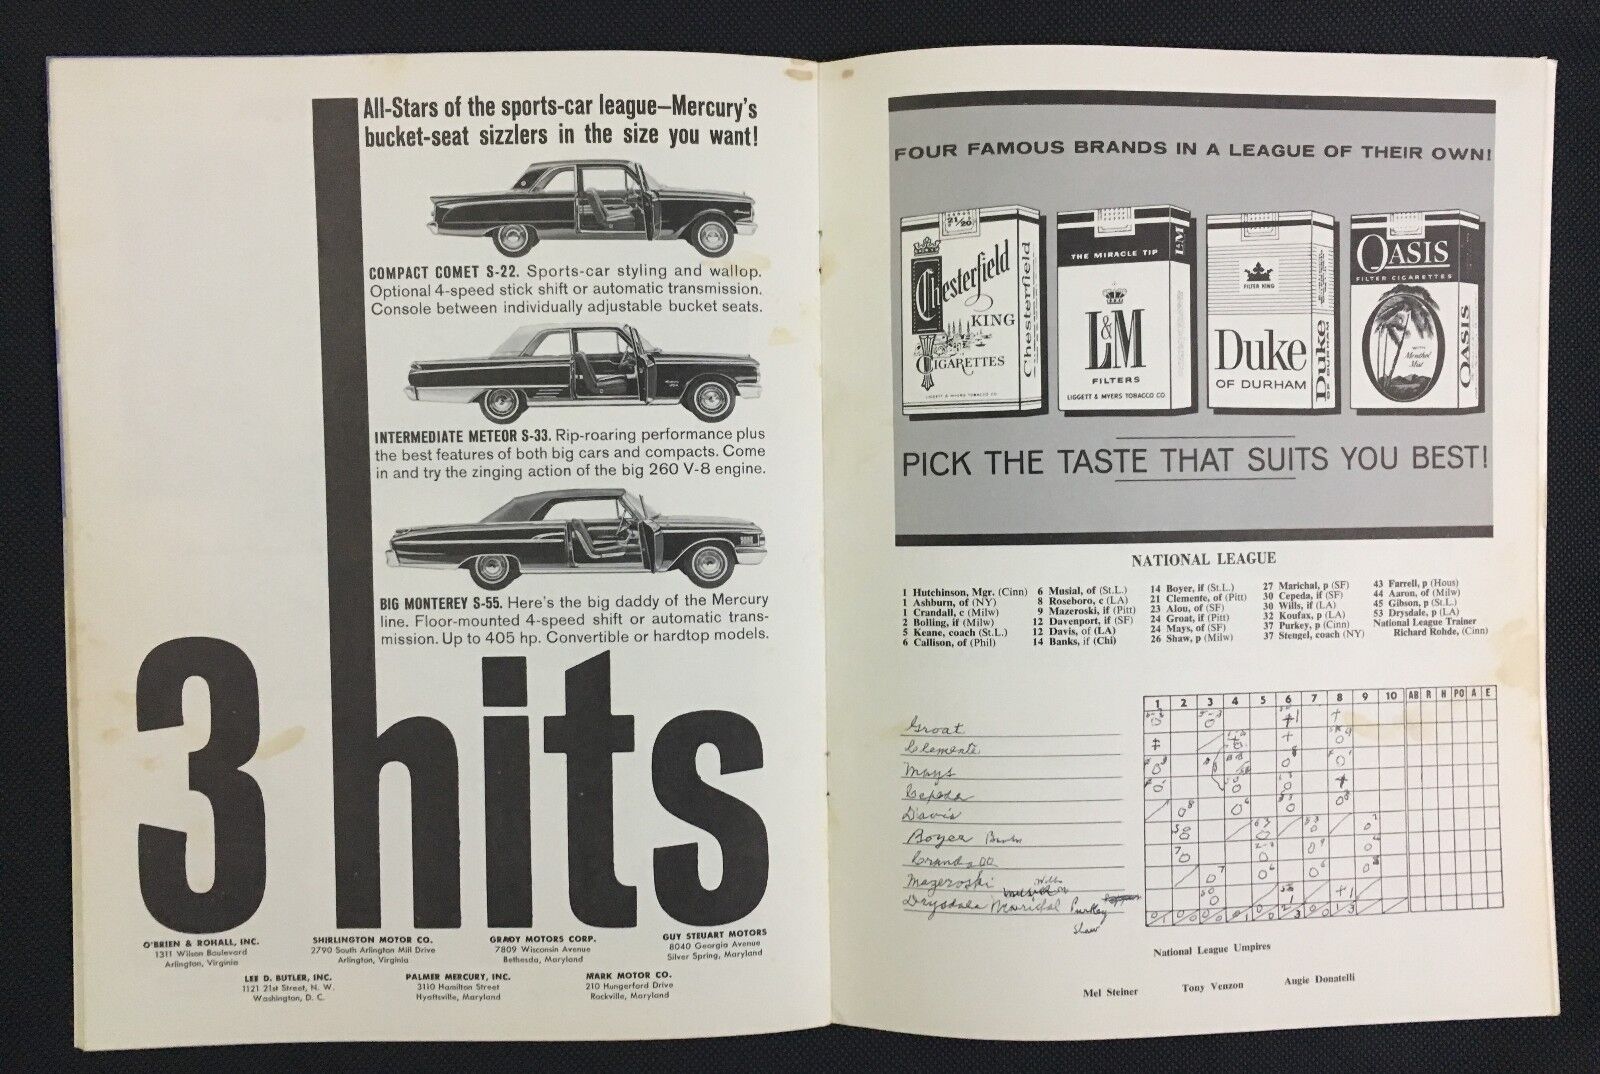 All-Stars of the sports-car league—Mercury's
bucket-seat sizzlers in the size you want!
COMPACT COMET S-22. Sports-car styling and wallop.
Optional 4-speed stick shift or automatic transmission.
Console between individually adjustable bucket seats.
INTERMEDIATE METEOR S-33. Rip-roaring performance plus
the best features of both big cars and compacts. Come
in and try the zinging action of the big 260 V-8 engine.
BIG MONTEREY S-55. Here's the big daddy of the Mercury
line. Floor-mounted 4-speed shift or automatic trans-
mission. Up to 405 hp. Convertible or hardtop models.
3 hits
O'BRIEN & ROHALL, INC.
1311 Wilson Boulevard
Arlington, Virginia
SHIRLINGTON MOTOR CO.
2790 South Arlington Mill Drive
Arlington, Virginia
GRADY MOTORS CORP.
7809 Wisconsin Avenue
Bethesda, Maryland
GUY STEUART MOTORS
8040 Georgia Avenue
Silver Spring, Maryland
LEE D. BUTLER, INC.
1121 21st Street, N. W.
Washington, D. C.
PALMER MERCURY, INC.
3110 Hamilton Street
Hyattsville, Maryland
MARK MOTOR CO.
210 Hungerford Drive
Rockville, Maryland
FOUR FAMOUS BRANDS IN A LEAGUE OF THEIR OWN!
21/20
Chesterfield
KING
CIGARETTES
LIGGETT & MYERS TOBACCO CO
Chesterfield
THE MIRACLE TIP
L&M
FILTERS
LIGGETT & MYERS TOBACCO CO.
L&M
FILTER KING
Duke
OF DURHAM
Duke
OF DURHAM
OASIS
FILTER CIGARETTES
WITH
Menthol
Mist
OASIS
PICK THE TASTE THAT SUITS YOU BEST!
NATIONAL LEAGUE
1 Hutchinson, Mgr. (Cinn)
1 Ashburn, of (NY)
1 Crandall, c (Milw)
2 Bolling, if (Milw)
5 Keane, coach (St.L.)
6 Callison, of (Phil)
6 Musial, of (St.L.)
8 Roseboro, c (LA)
9 Mazeroski, if (Pitt)
12 Davenport, if (SF)
12 Davis, of (LA)
14 Banks, if (Chi)
14 Boyer, if (St.L.)
21 Clemente, of (Pitt)
23 Alou, of (SF)
24 Groat, if (Pitt)
24 Mays, of (SF)
26 Shaw, p (Milw)
27 Marichal, p (SF)
30 Cepeda, if (SF)
30 Wills, if (LA)
32 Koufax, p (LA)
37 Purkey, p (Cinn)
37 Stengel, coach (NY)
43 Farrell, p (Hous)
44 Aaron, of (Milw)
45 Gibson, p (St.L.)
53 Drysdale, p (LA)
National League Trainer
Richard Rohde, (Cinn)
1 2 3 4 5 6 7 8 9 10 AB R H PO A E
Groat
Clemente
Mays
Cepeda
Davis
Boyer
Crandall
Mazeroski
Drysdale Marichal Purkey
Shaw
National League Umpires
Mel Steiner
Tony Venzon
Augie Donatelli